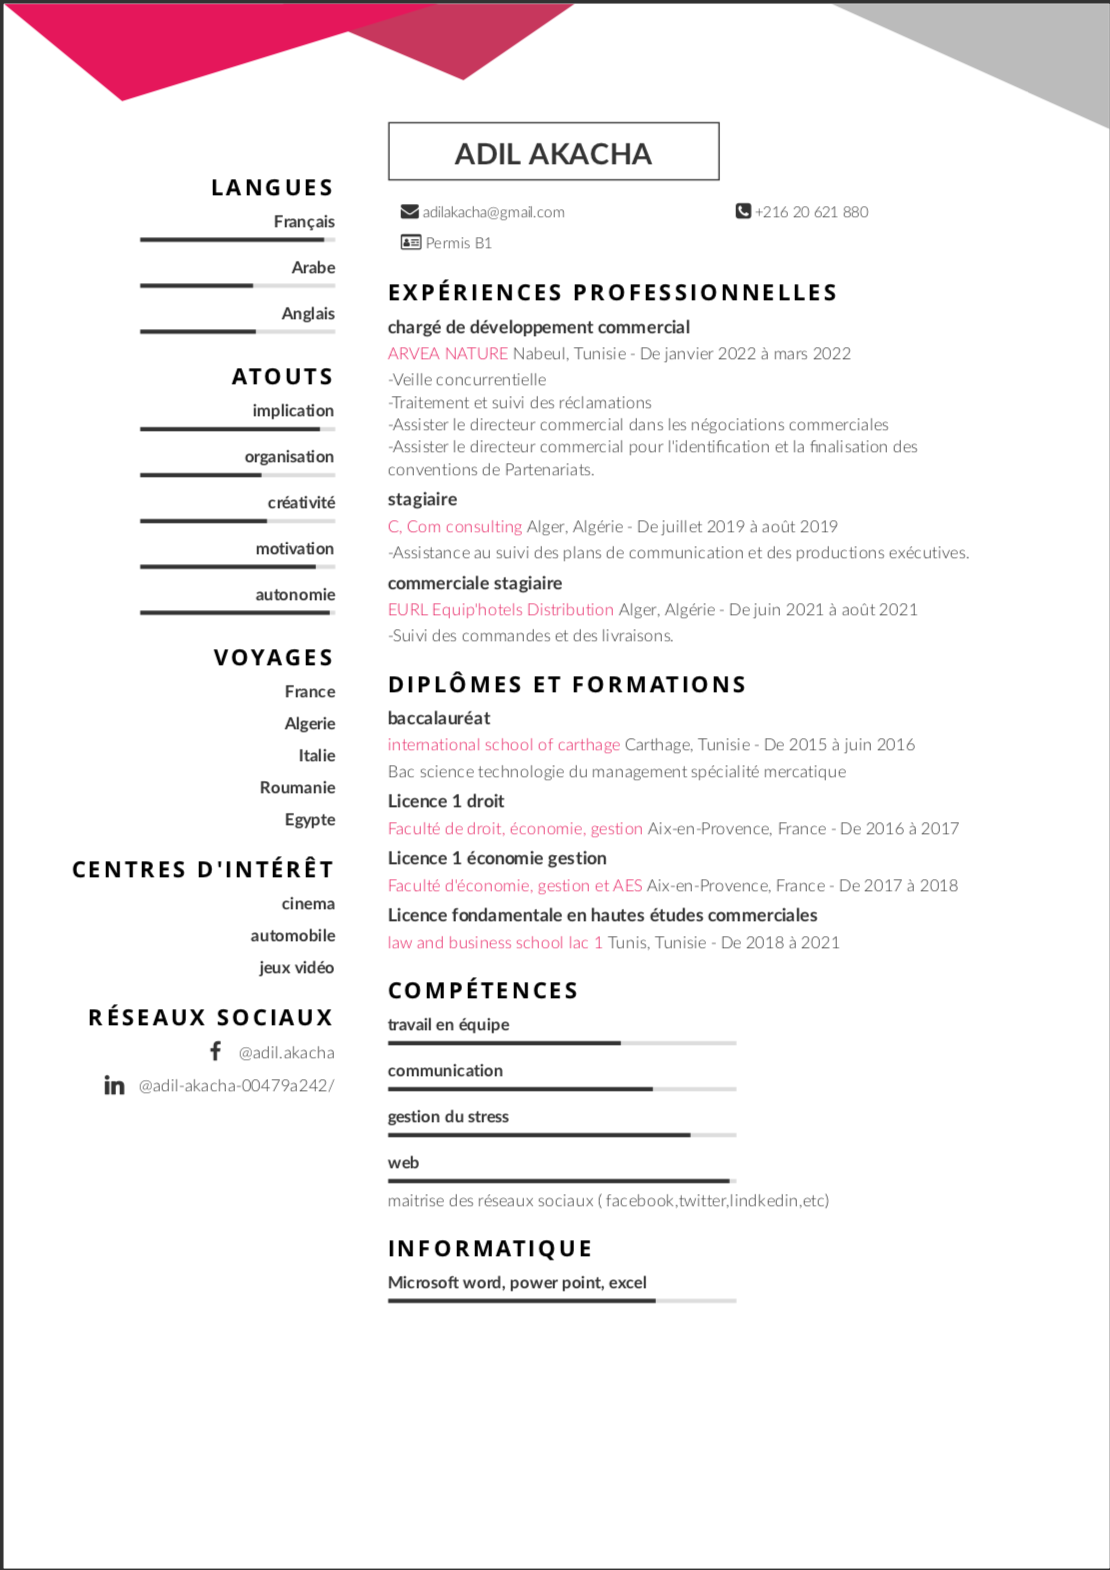 ADIL AKACHA
adilakacha@gmail.com
+216 20 621 880
Permis B1
LANGUES
Français
Arabe
Anglais
ATOUTS
implication
organisation
créativité
motivation
autonomie
VOYAGES
France
Algerie
Italie
Roumanie
Egypte
CENTRES D'INTÉRÊT
cinema
automobile
jeux vidéo
RÉSEAUX SOCIAUX
@adil.akacha
@adil-akacha-00479a242/
EXPÉRIENCES PROFESSIONNELLES
chargé de développement commercial
ARVEA NATURE Nabeul, Tunisie - De janvier 2022 à mars 2022
-Veille concurrentielle
-Traitement et suivi des réclamations
-Assister le directeur commercial dans les négociations commerciales
-Assister le directeur commercial pour l'identification et la finalisation des
conventions de Partenariats.
stagiaire
C, Com consulting Alger, Algérie - De juillet 2019 à août 2019
-Assistance au suivi des plans de communication et des productions exécutives.
commerciale stagiaire
EURL Equip'hotels Distribution Alger, Algérie - De juin 2021 à août 2021
-Suivi des commandes et des livraisons.
DIPLÔMES ET FORMATIONS
baccalauréat
international school of carthage Carthage, Tunisie - De 2015 à juin 2016
Bac science technologie du management spécialité mercatique
Licence 1 droit
Faculté de droit, économie, gestion Aix-en-Provence, France - De 2016 à 2017
Licence 1 économie gestion
Faculté d'économie, gestion et AES Aix-en-Provence, France - De 2017 à 2018
Licence fondamentale en hautes études commerciales
law and business school lac 1 Tunis, Tunisie - De 2018 à 2021
COMPÉTENCES
travail en équipe
communication
gestion du stress
web
maitrise des réseaux sociaux ( facebook,twitter,lindkedin,etc)
INFORMATIQUE
Microsoft word, power point, excel